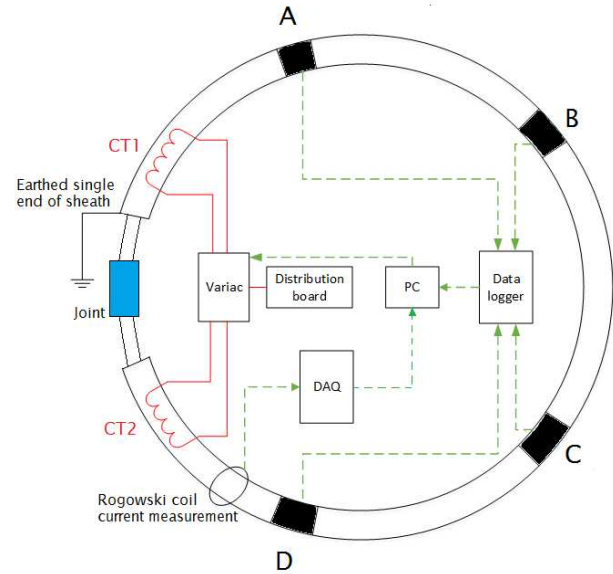 A
B
CT1
Earthed single
end of sheath
Joint
Variac
Distribution
board
PC
Data
logger
DAQ
CT2
C
Rogowski coil
current measurement
D